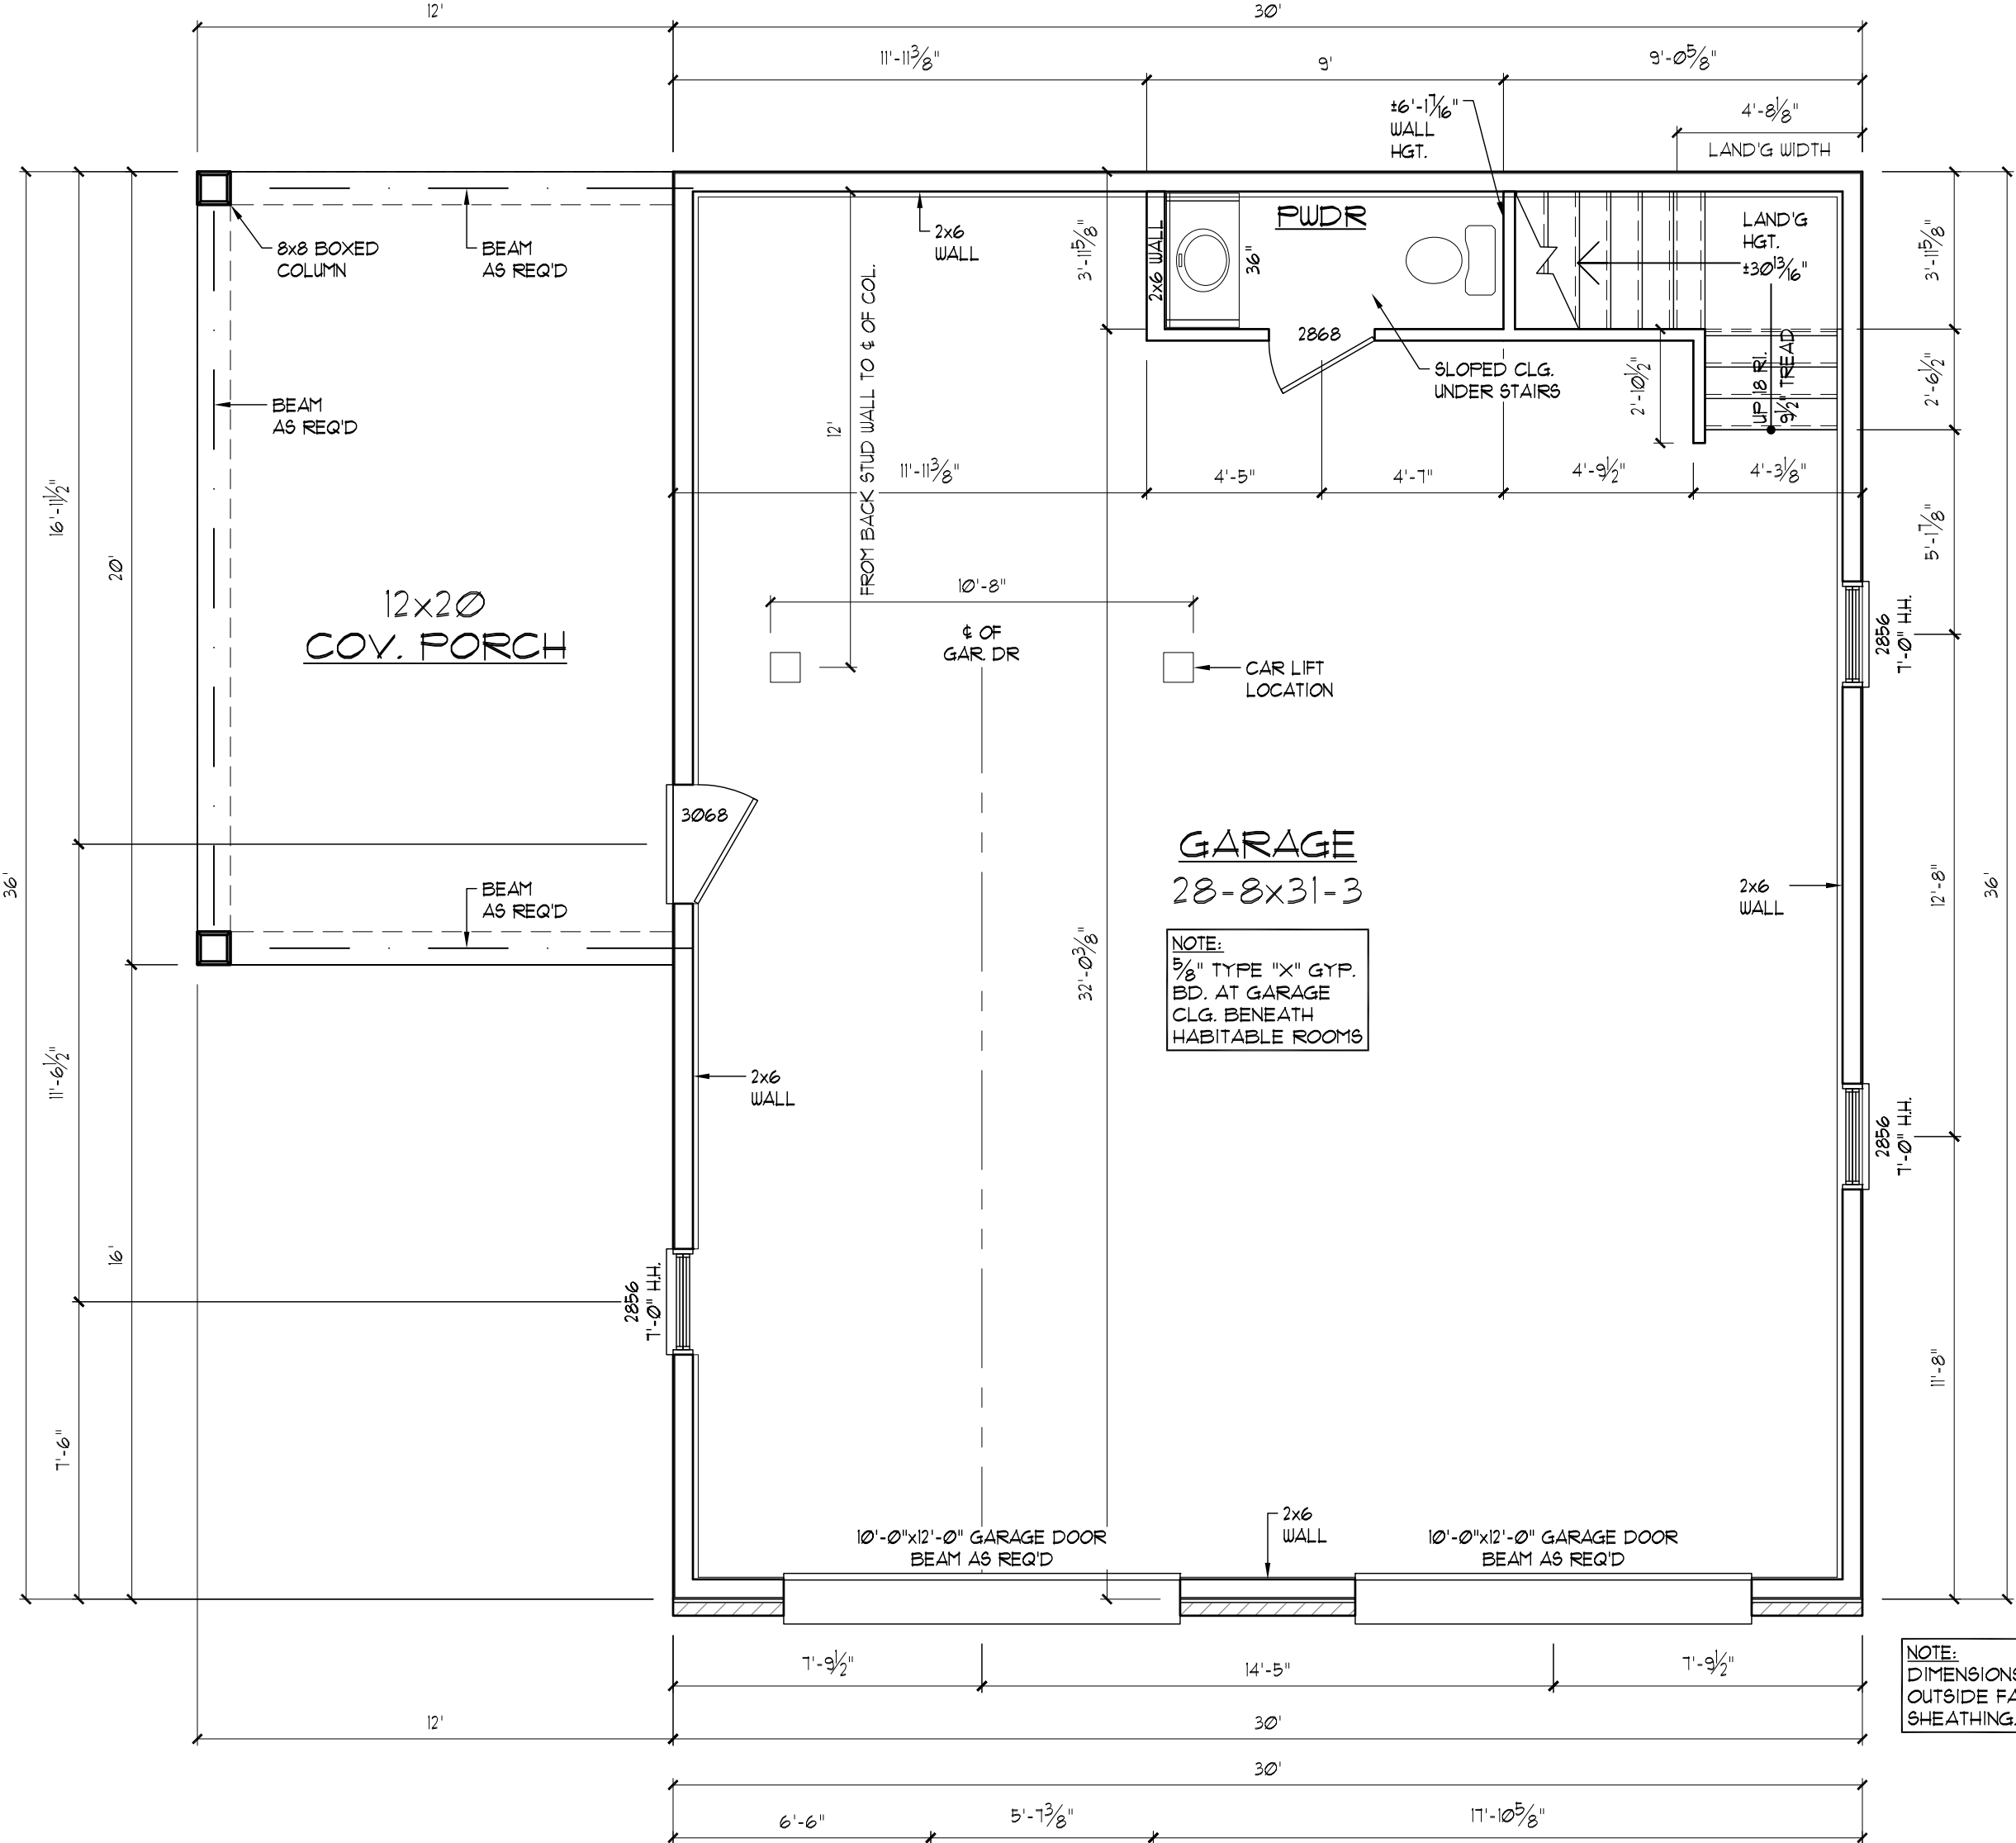 12'
30'
11'-11 3/8"
9'
9'-0 5/8"
±6'-1 7/16"
WALL
HGT.
4'-8 1/8"
LAND'G WIDTH
8x8 BOXED
COLUMN
BEAM
AS REQ'D
2x6
WALL
3'-11 5/8"
2x6 WALL
36"
PWDR
LAND'G
HGT.
±30 13/16"
3'-11 5/8"
BEAM
AS REQ'D
12'
FROM BACK STUD WALL TO ℄ OF COL.
2868
SLOPED CLG.
UNDER STAIRS
2'-10 1/2"
UP 18 RI.
9 1/2" TREAD
2'-6 1/2"
11'-11 3/8"
4'-5"
4'-7"
4'-9 1/2"
4'-3 1/8"
16'-11 1/2"
20'
5'-1 7/8"
12x20
COV. PORCH
10'-8"
℄ OF
GAR. DR
CAR LIFT
LOCATION
2856
7'-0" H.H.
3068
GARAGE
28-8x31-3
36'
BEAM
AS REQ'D
32'-0 3/8"
2x6
WALL
12'-8"
36'
NOTE:
5/8" TYPE "X" GYP.
BD. AT GARAGE
CLG. BENEATH
HABITABLE ROOMS
11'-6 1/2"
2x6
WALL
2856
7'-0" H.H.
16'
2856
7'-0" H.H.
11'-8"
7'-6"
10'-0"x12'-0" GARAGE DOOR
BEAM AS REQ'D
2x6
WALL
10'-0"x12'-0" GARAGE DOOR
BEAM AS REQ'D
7'-9 1/2"
14'-5"
7'-9 1/2"
NOTE:
DIMENSIONS
OUTSIDE FA
SHEATHING.
12'
30'
30'
6'-6"
5'-7 3/8"
17'-10 5/8"